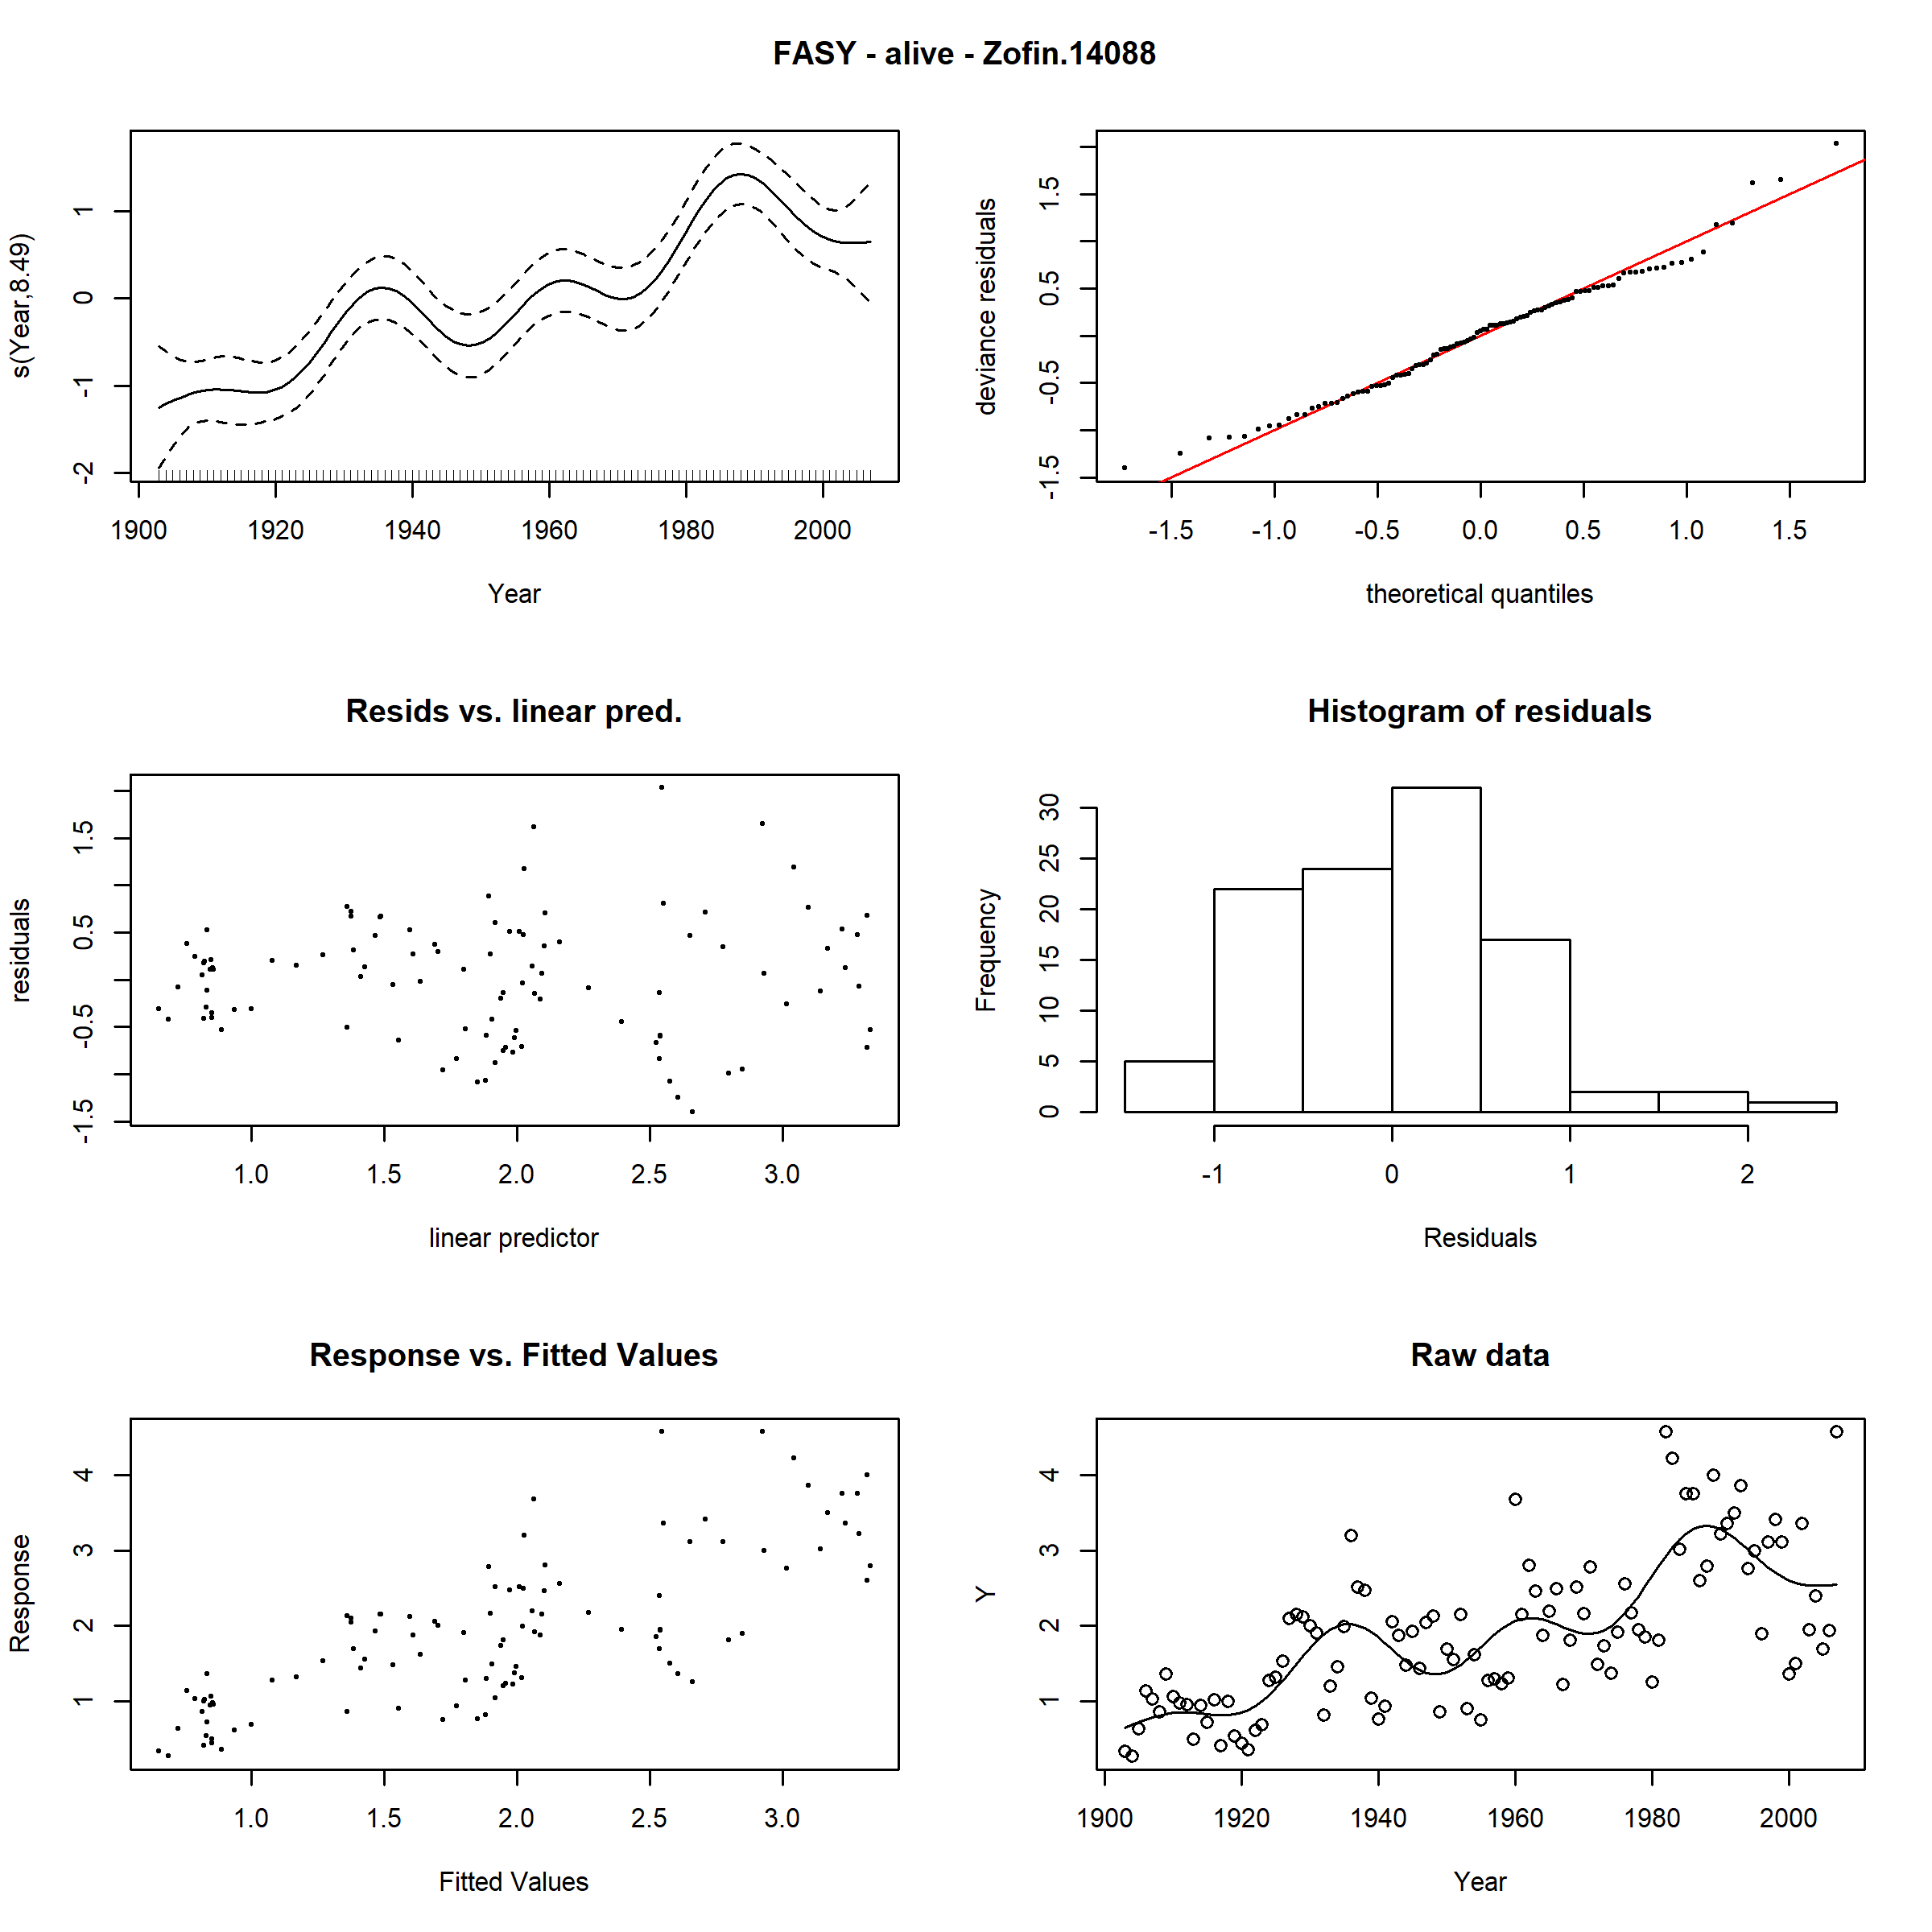 FASY - alive - Zofin.14088
s(Year,8.49)
1
0
-1
-2
1900 1920 1940 1960 1980 2000
Year
deviance residuals
1.5
0.5
-0.5
-1.5
-1.5 -1.0 -0.5 0.0 0.5 1.0 1.5
theoretical quantiles
Resids vs. linear pred.
residuals
1.5
0.5
-0.5
-1.5
1.0 1.5 2.0 2.5 3.0
linear predictor
Histogram of residuals
Frequency
30
25
20
15
10
5
0
-1 0 1 2
Residuals
Response vs. Fitted Values
Response
4
3
2
1
1.0 1.5 2.0 2.5 3.0
Fitted Values
Raw data
Y
4
3
2
1
1900 1920 1940 1960 1980 2000
Year